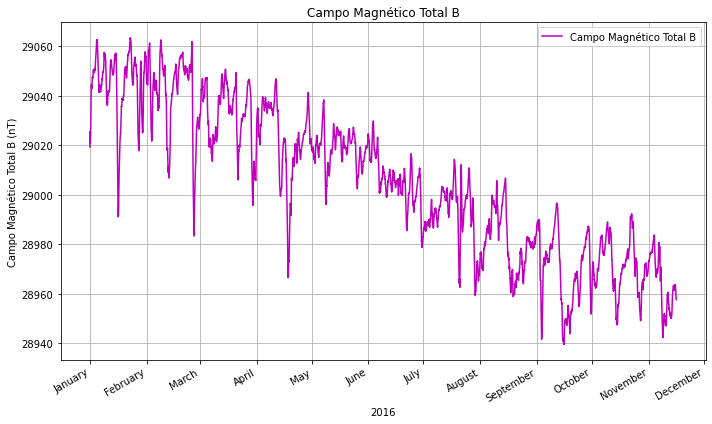 Campo Magnético Total B
Campo Magnético Total B
Campo Magnético Total B (nT)
29060
29040
29020
29000
28980
28960
28940
January
February
March
April
May
June
July
August
September
October
November
December
2016